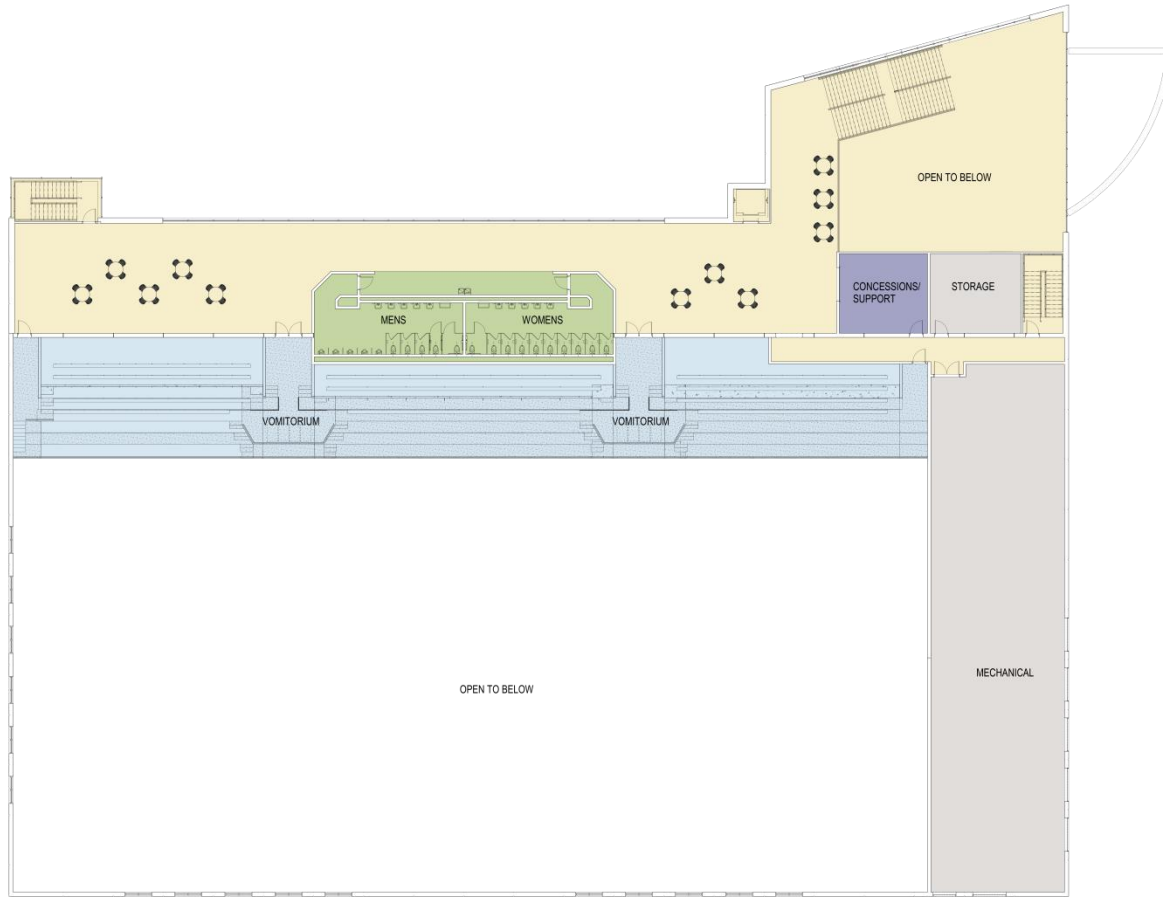 OPEN TO BELOW
CONCESSIONS/
SUPPORT
STORAGE
MENS
WOMENS
VOMITORIUM
VOMITORIUM
MECHANICAL
OPEN TO BELOW